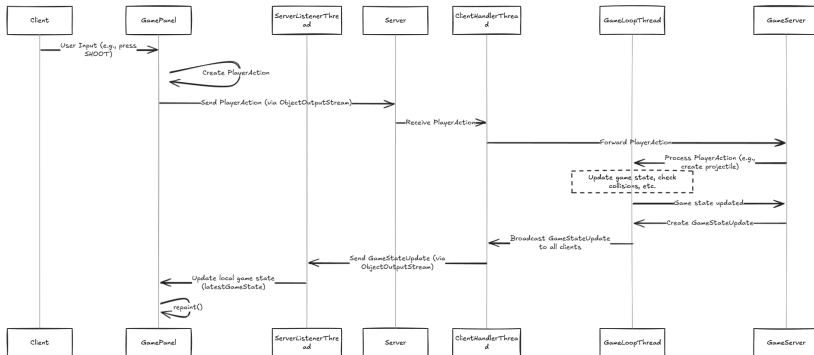 Client
GamePanel
ServerListenerThre
ad
Server
ClientHandlerThrea
d
GameLoopThread
GameServer
User Input (e.g., press
SHOOT)
Create PlayerAction
Send PlayerAction (via ObjectOutputStream)
Receive PlayerAction
Forward PlayerAction
Process PlayerAction (e.g.,
create projectile)
Update game state, check
collisions, etc.
Game state updated
Create GameStateUpdate
Broadcast GameStateUpdate
to all clients
Send GameStateUpdate (via
ObjectOutputStream)
Update local game state
(latestGameState)
repaint()
Client
GamePanel
ServerListenerThre
ad
Server
ClientHandlerThrea
d
GameLoopThread
GameServer